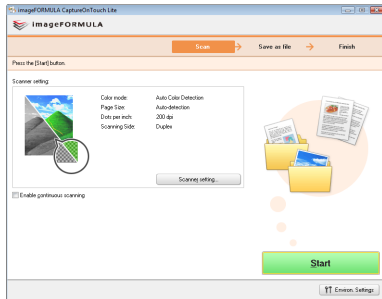 imageFORMULA CaptureOnTouch Lite
imageFORMULA
Scan
Save as file
Finish
Press the [Start] button.
Scanner setting:
Color mode: Auto Color Detection
Page Size: Auto-detection
Dots per inch: 200 dpi
Scanning Side: Duplex
Scanner setting...
Enable continuous scanning
Start
Environ. Settings